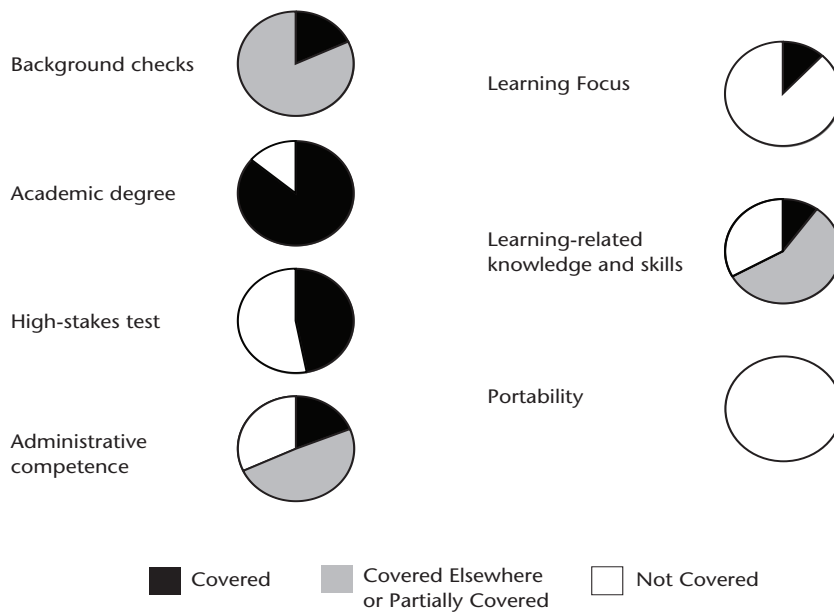 Background checks
Academic degree
High-stakes test
Administrative
competence
Learning Focus
Learning-related
knowledge and skills
Portability
Covered
Covered Elsewhere
or Partially Covered
Not Covered